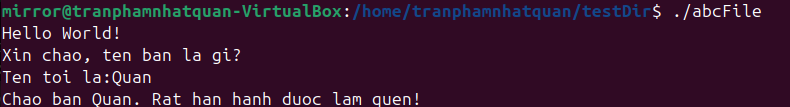 mirror@tranphamnhatquan-VirtualBox:/home/tranphamnhatquan/testDir$ ./abcFile
Hello World!
Xin chao, ten ban la gi?
Ten toi la:Quan
Chao ban Quan. Rat han hanh duoc lam quen!